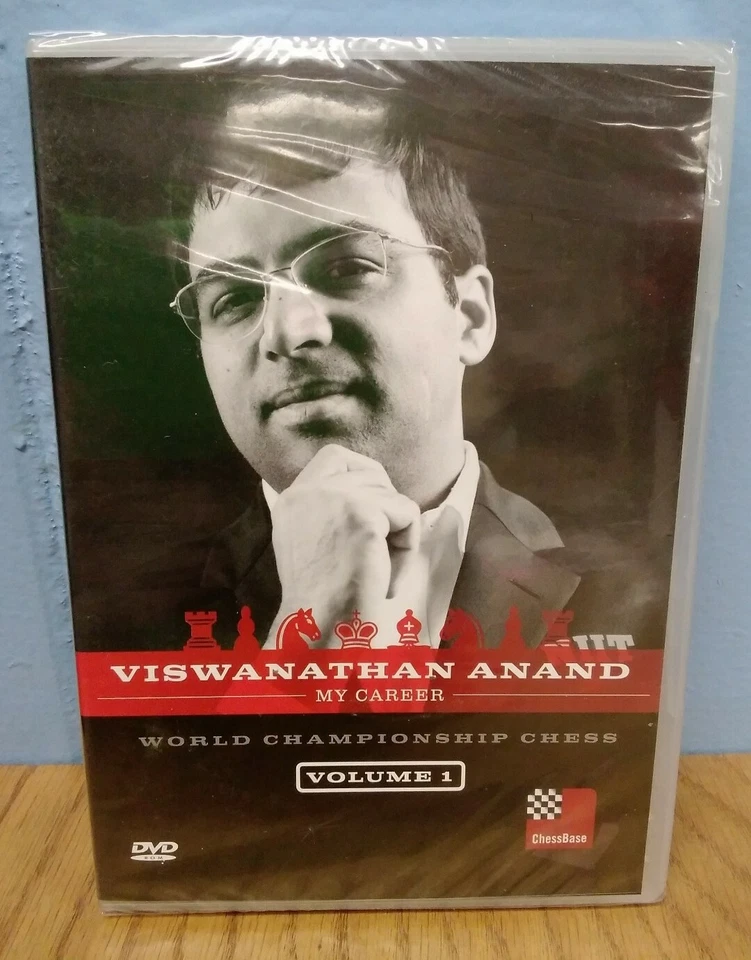 VISWANATHAN ANAND
MY CAREER
WORLD CHAMPIONSHIP CHESS
VOLUME 1
DVD
ROM
ChessBase